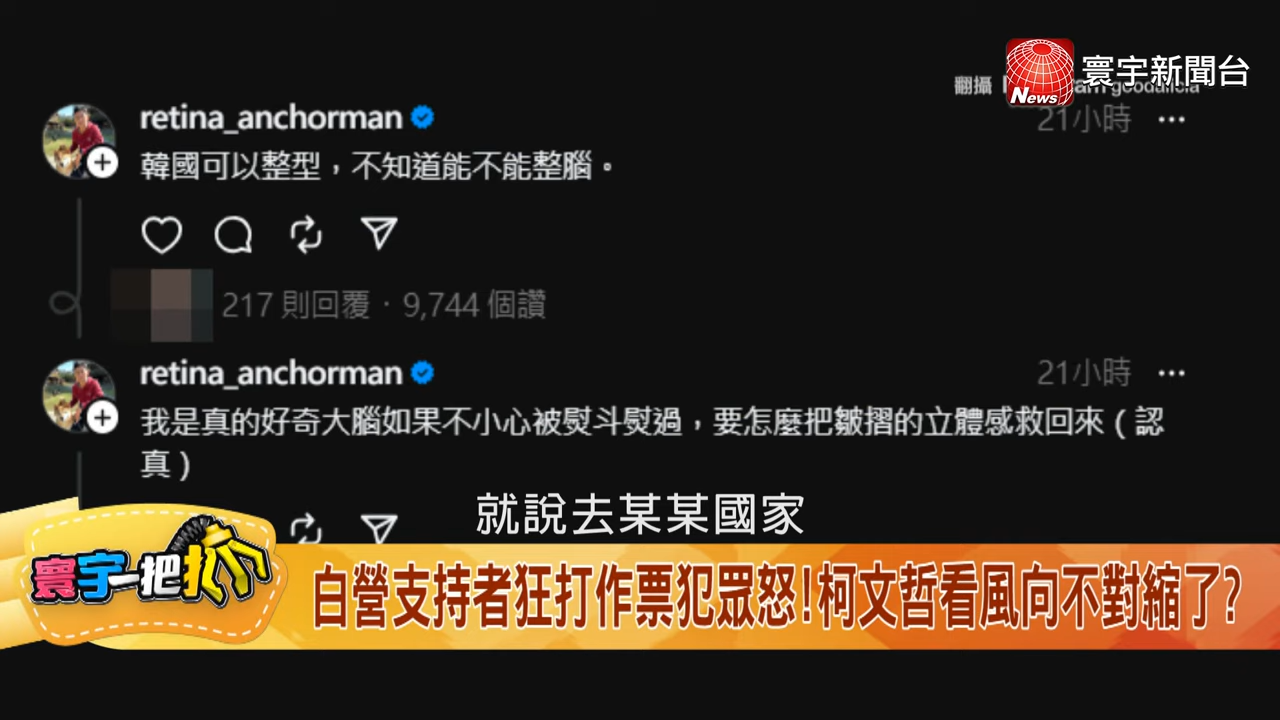 寰宇新聞台
News
翻攝
retina_anchorman
21小時
韓國可以整型，不知道能不能整腦。
217 則回覆·9,744 個讚
retina_anchorman
21小時
我是真的好奇大腦如果不小心被熨斗熨過，要怎麼把皺摺的立體感救回來（認
真）
就說去某某國家
寰宇一把抓
白營支持者狂打作票犯眾怒!柯文哲看風向不對縮了?